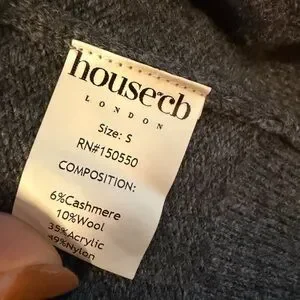 house cb
LONDON
Size: S
RN#150550
COMPOSITION:
6%Cashmere
10%Wool
35%Acrylic
49%Nylon